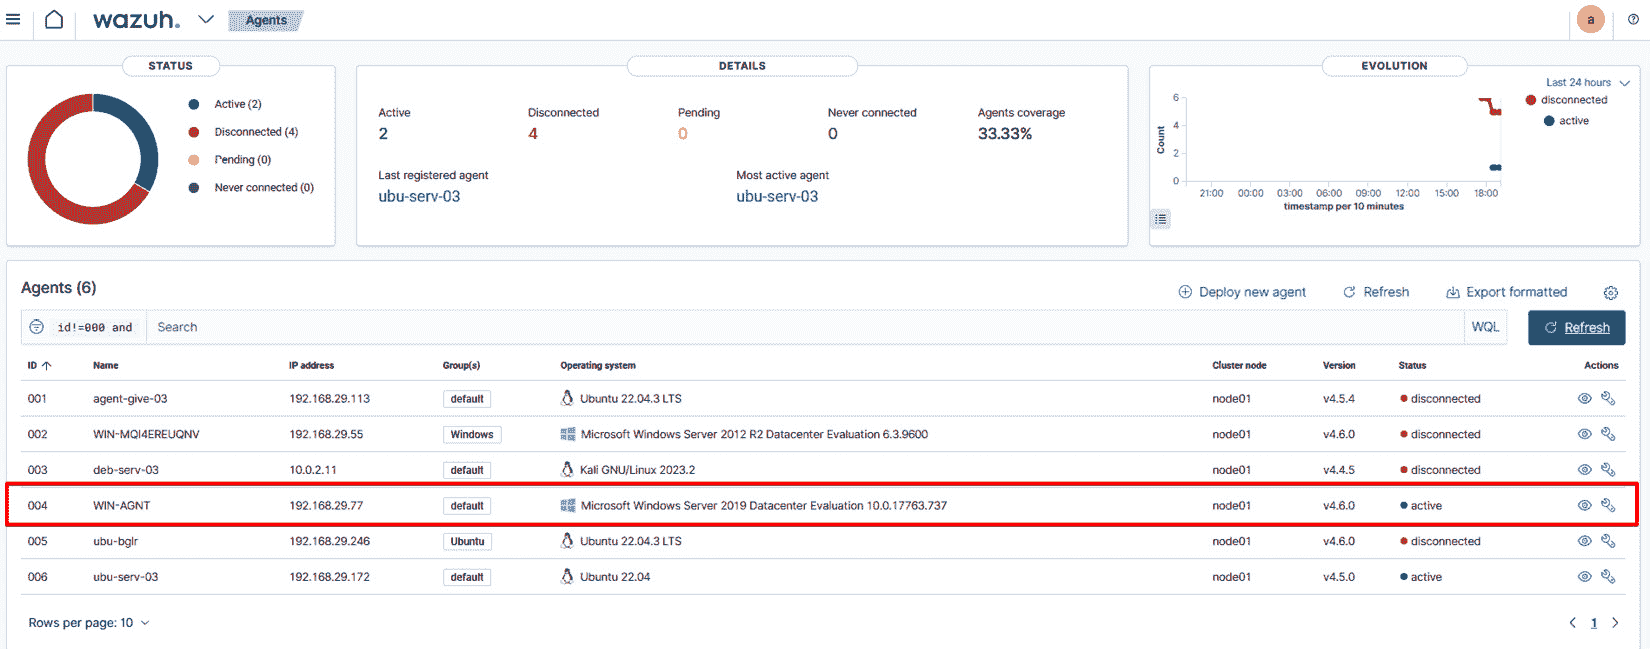 wazuh. Agents a
STATUS
Active (2)
Disconnected (4)
Pending (0)
Never connected (0)
DETAILS
Active Disconnected Pending Never connected Agents coverage
2 4 0 0 33.33%
Last registered agent Most active agent
ubu-serv-03 ubu-serv-03
EVOLUTION
Last 24 hours
disconnected
active
Count
6
4
2
0
21:00 00:00 03:00 06:00 09:00 12:00 15:00 18:00
timestamp per 10 minutes
Agents (6)
Deploy new agent Refresh Export formatted
id!=000 and Search WQL Refresh
ID Name IP address Group(s) Operating system Cluster node Version Status Actions
001 agent-give-03 192.168.29.113 default Ubuntu 22.04.3 LTS node01 v4.5.4 disconnected
002 WIN-MQI4EREUQNV 192.168.29.55 Windows Microsoft Windows Server 2012 R2 Datacenter Evaluation 6.3.9600 node01 v4.6.0 disconnected
003 deb-serv-03 10.0.2.11 default Kali GNU/Linux 2023.2 node01 v4.4.5 disconnected
004 WIN-AGNT 192.168.29.77 default Microsoft Windows Server 2019 Datacenter Evaluation 10.0.17763.737 node01 v4.6.0 active
005 ubu-bglr 192.168.29.246 Ubuntu Ubuntu 22.04.3 LTS node01 v4.6.0 disconnected
006 ubu-serv-03 192.168.29.172 default Ubuntu 22.04 node01 v4.5.0 active
Rows per page: 10 1